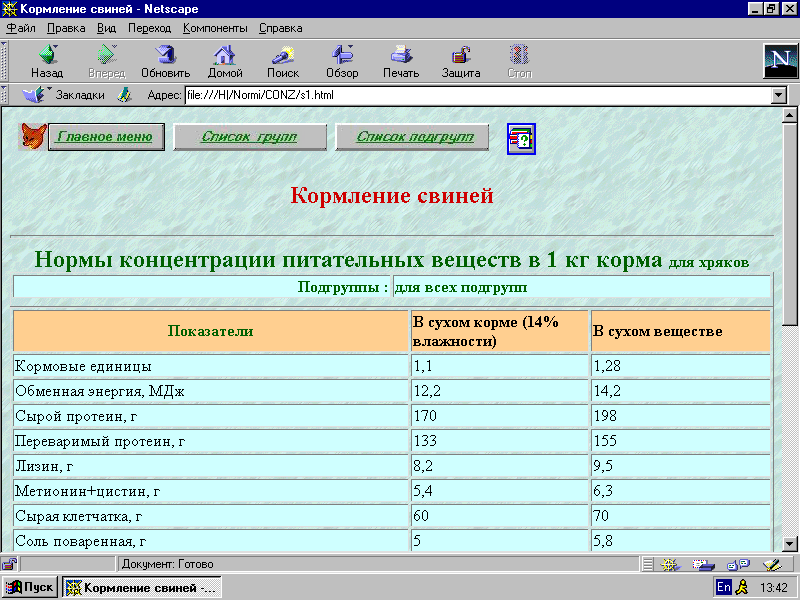 Кормление свиней - Netscape
Файл Правка Вид Переход Компоненты Справка
Назад Вперед Обновить Домой Поиск Обзор Печать Защита Стоп
Закладки Адрес: file:///H|/Normi/CONZ/s1.html
Главное меню Список групп Список подгрупп
Кормление свиней
Нормы концентрации питательных веществ в 1 кг корма для хряков
Подгруппы : для всех подгрупп
Показатели В сухом корме (14% влажности) В сухом веществе
Кормовые единицы 1,1 1,28
Обменная энергия, МДж 12,2 14,2
Сырой протеин, г 170 198
Переваримый протеин, г 133 155
Лизин, г 8,2 9,5
Метионин+цистин, г 5,4 6,3
Сырая клетчатка, г 60 70
Соль поваренная, г 5 5,8
Документ: Готово
Пуск Кормление свиней -... En 13:42